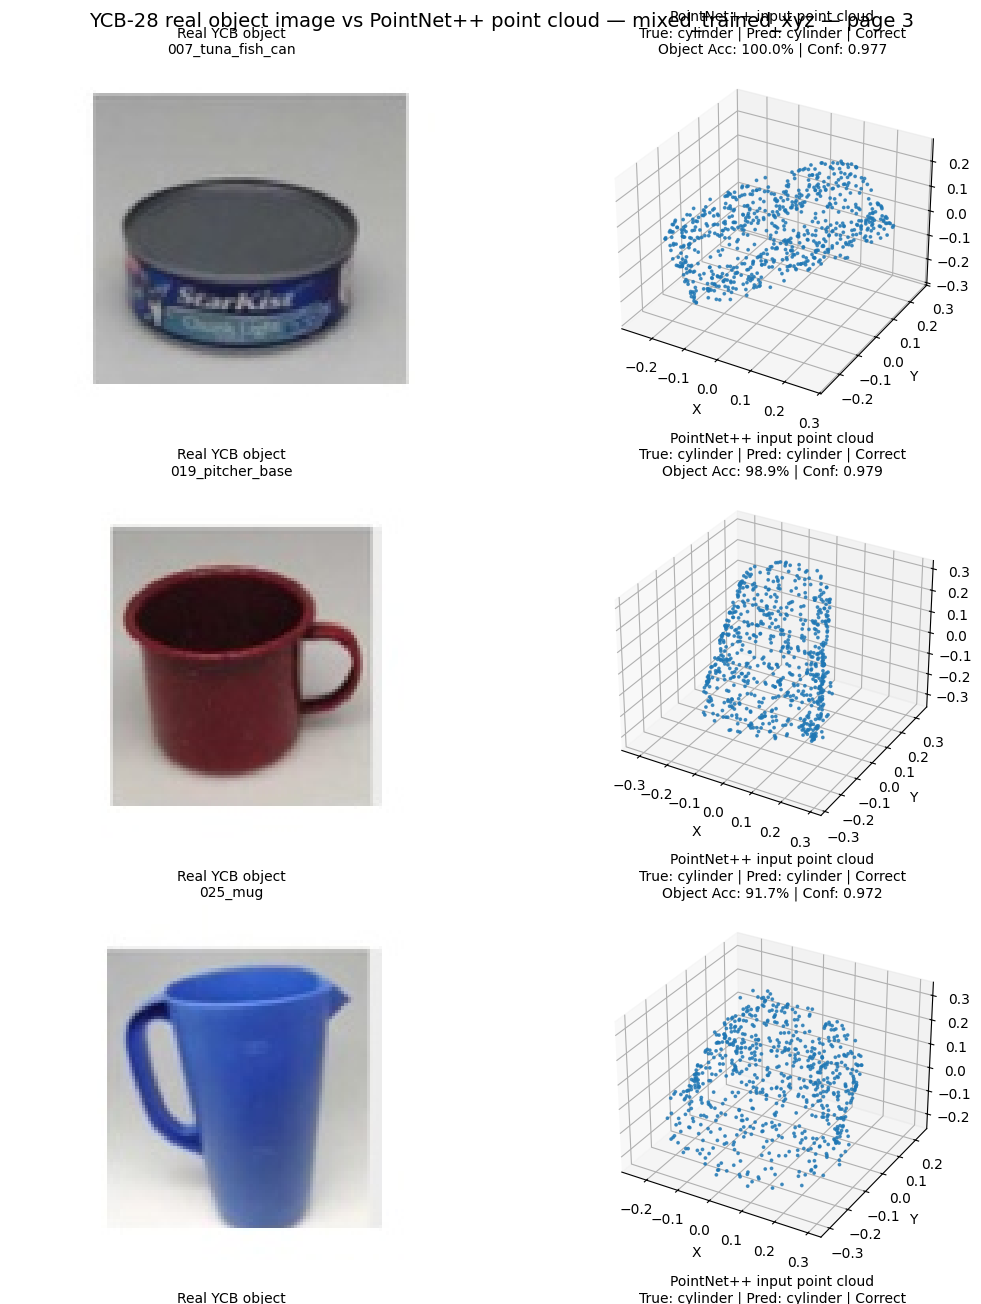 YCB-28 real object image vs PointNet++ point cloud — mixed_trained_xyz — page 3
Real YCB object
007_tuna_fish_can
PointNet++ input point cloud
True: cylinder | Pred: cylinder | Correct
Object Acc: 100.0% | Conf: 0.977
StarKist
Chunk Light
0.2
0.1
0.0
−0.1
−0.2
−0.3
0.3
0.2
0.1
0.0
−0.1
−0.2
Y
−0.2
−0.1
0.0
0.1
0.2
0.3
X
Real YCB object
019_pitcher_base
PointNet++ input point cloud
True: cylinder | Pred: cylinder | Correct
Object Acc: 98.9% | Conf: 0.979
0.3
0.2
0.1
0.0
−0.1
−0.2
−0.3
0.3
0.2
0.1
0.0
−0.1
−0.2
−0.3
Y
−0.3
−0.2
−0.1
0.0
0.1
0.2
0.3
X
Real YCB object
025_mug
PointNet++ input point cloud
True: cylinder | Pred: cylinder | Correct
Object Acc: 91.7% | Conf: 0.972
0.3
0.2
0.1
0.0
−0.1
−0.2
0.2
0.1
0.0
−0.1
−0.2
−0.3
Y
−0.2
−0.1
0.0
0.1
0.2
0.3
X
Real YCB object
PointNet++ input point cloud
True: cylinder | Pred: cylinder | Correct